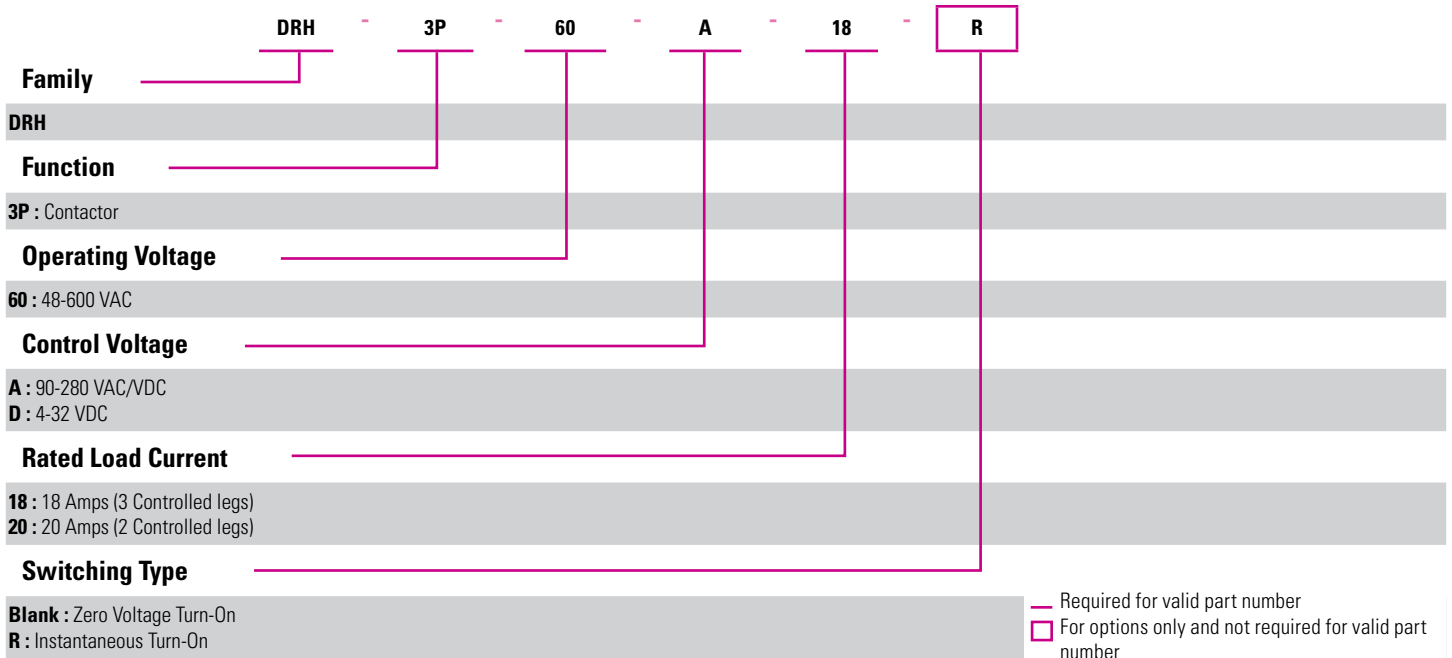 DRH - 3P - 60 - A - 18 - R
Family
DRH
Function
3P : Contactor
Operating Voltage
60 : 48-600 VAC
Control Voltage
A : 90-280 VAC/VDC
D : 4-32 VDC
Rated Load Current
18 : 18 Amps (3 Controlled legs)
20 : 20 Amps (2 Controlled legs)
Switching Type
Blank : Zero Voltage Turn-On
R : Instantaneous Turn-On
Required for valid part number
For options only and not required for valid part
number